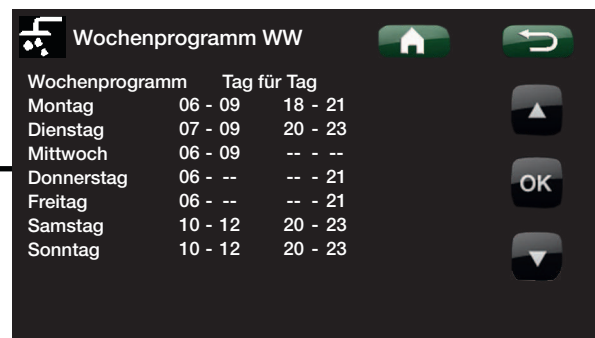 Wochenprogramm WW
Wochenprogramm Tag für Tag
Montag 06 - 09 18 - 21
Dienstag 07 - 09 20 - 23
Mittwoch 06 - 09 -- - --
Donnerstag 06 - -- -- - 21
Freitag 06 - -- -- - 21
Samstag 10 - 12 20 - 23
Sonntag 10 - 12 20 - 23
OK